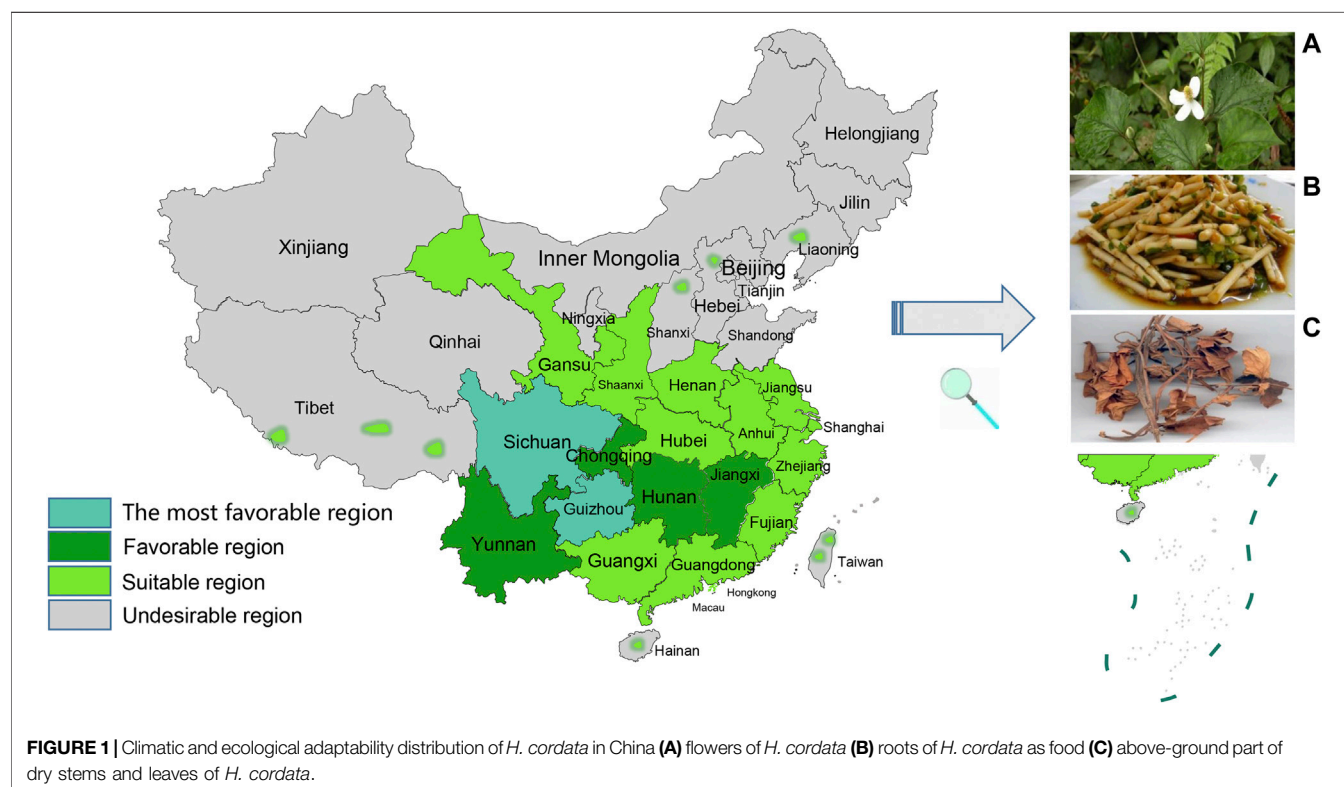 A
Helongjiang
Jilin
B
Xinjiang
Liaoning
Inner Mongolia
Beijing
Tianjin
Hebei
Ningxia
Shanxi
Shandong
C
Qinhai
Gansu
Shaanxi
Henan
Jiangsu
Tibet
Shanghai
Sichuan
Hubei
Anhui
Chongqing
Zhejiang
Jiangxi
Hunan
Guizhou
Fujian
Yunnan
Guangxi
Guangdong
Taiwan
Hongkong
Macau
Hainan
The most favorable region
Favorable region
Suitable region
Undesirable region
FIGURE 1 | Climatic and ecological adaptability distribution of H. cordata in China (A) flowers of H. cordata (B) roots of H. cordata as food (C) above-ground part of
dry stems and leaves of H. cordata.